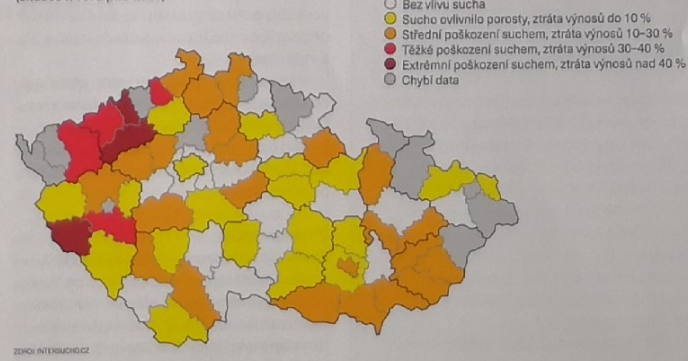 Bez vlivu sucha
Sucho ovlivnilo porosty, ztráta výnosů do 10 %
Střední poškození suchem, ztráta výnosů 10–30 %
Těžké poškození suchem, ztráta výnosů 30–40 %
Extrémní poškození suchem, ztráta výnosů nad 40 %
Chybí data
ZDROJ: INTERSUCHO.CZ